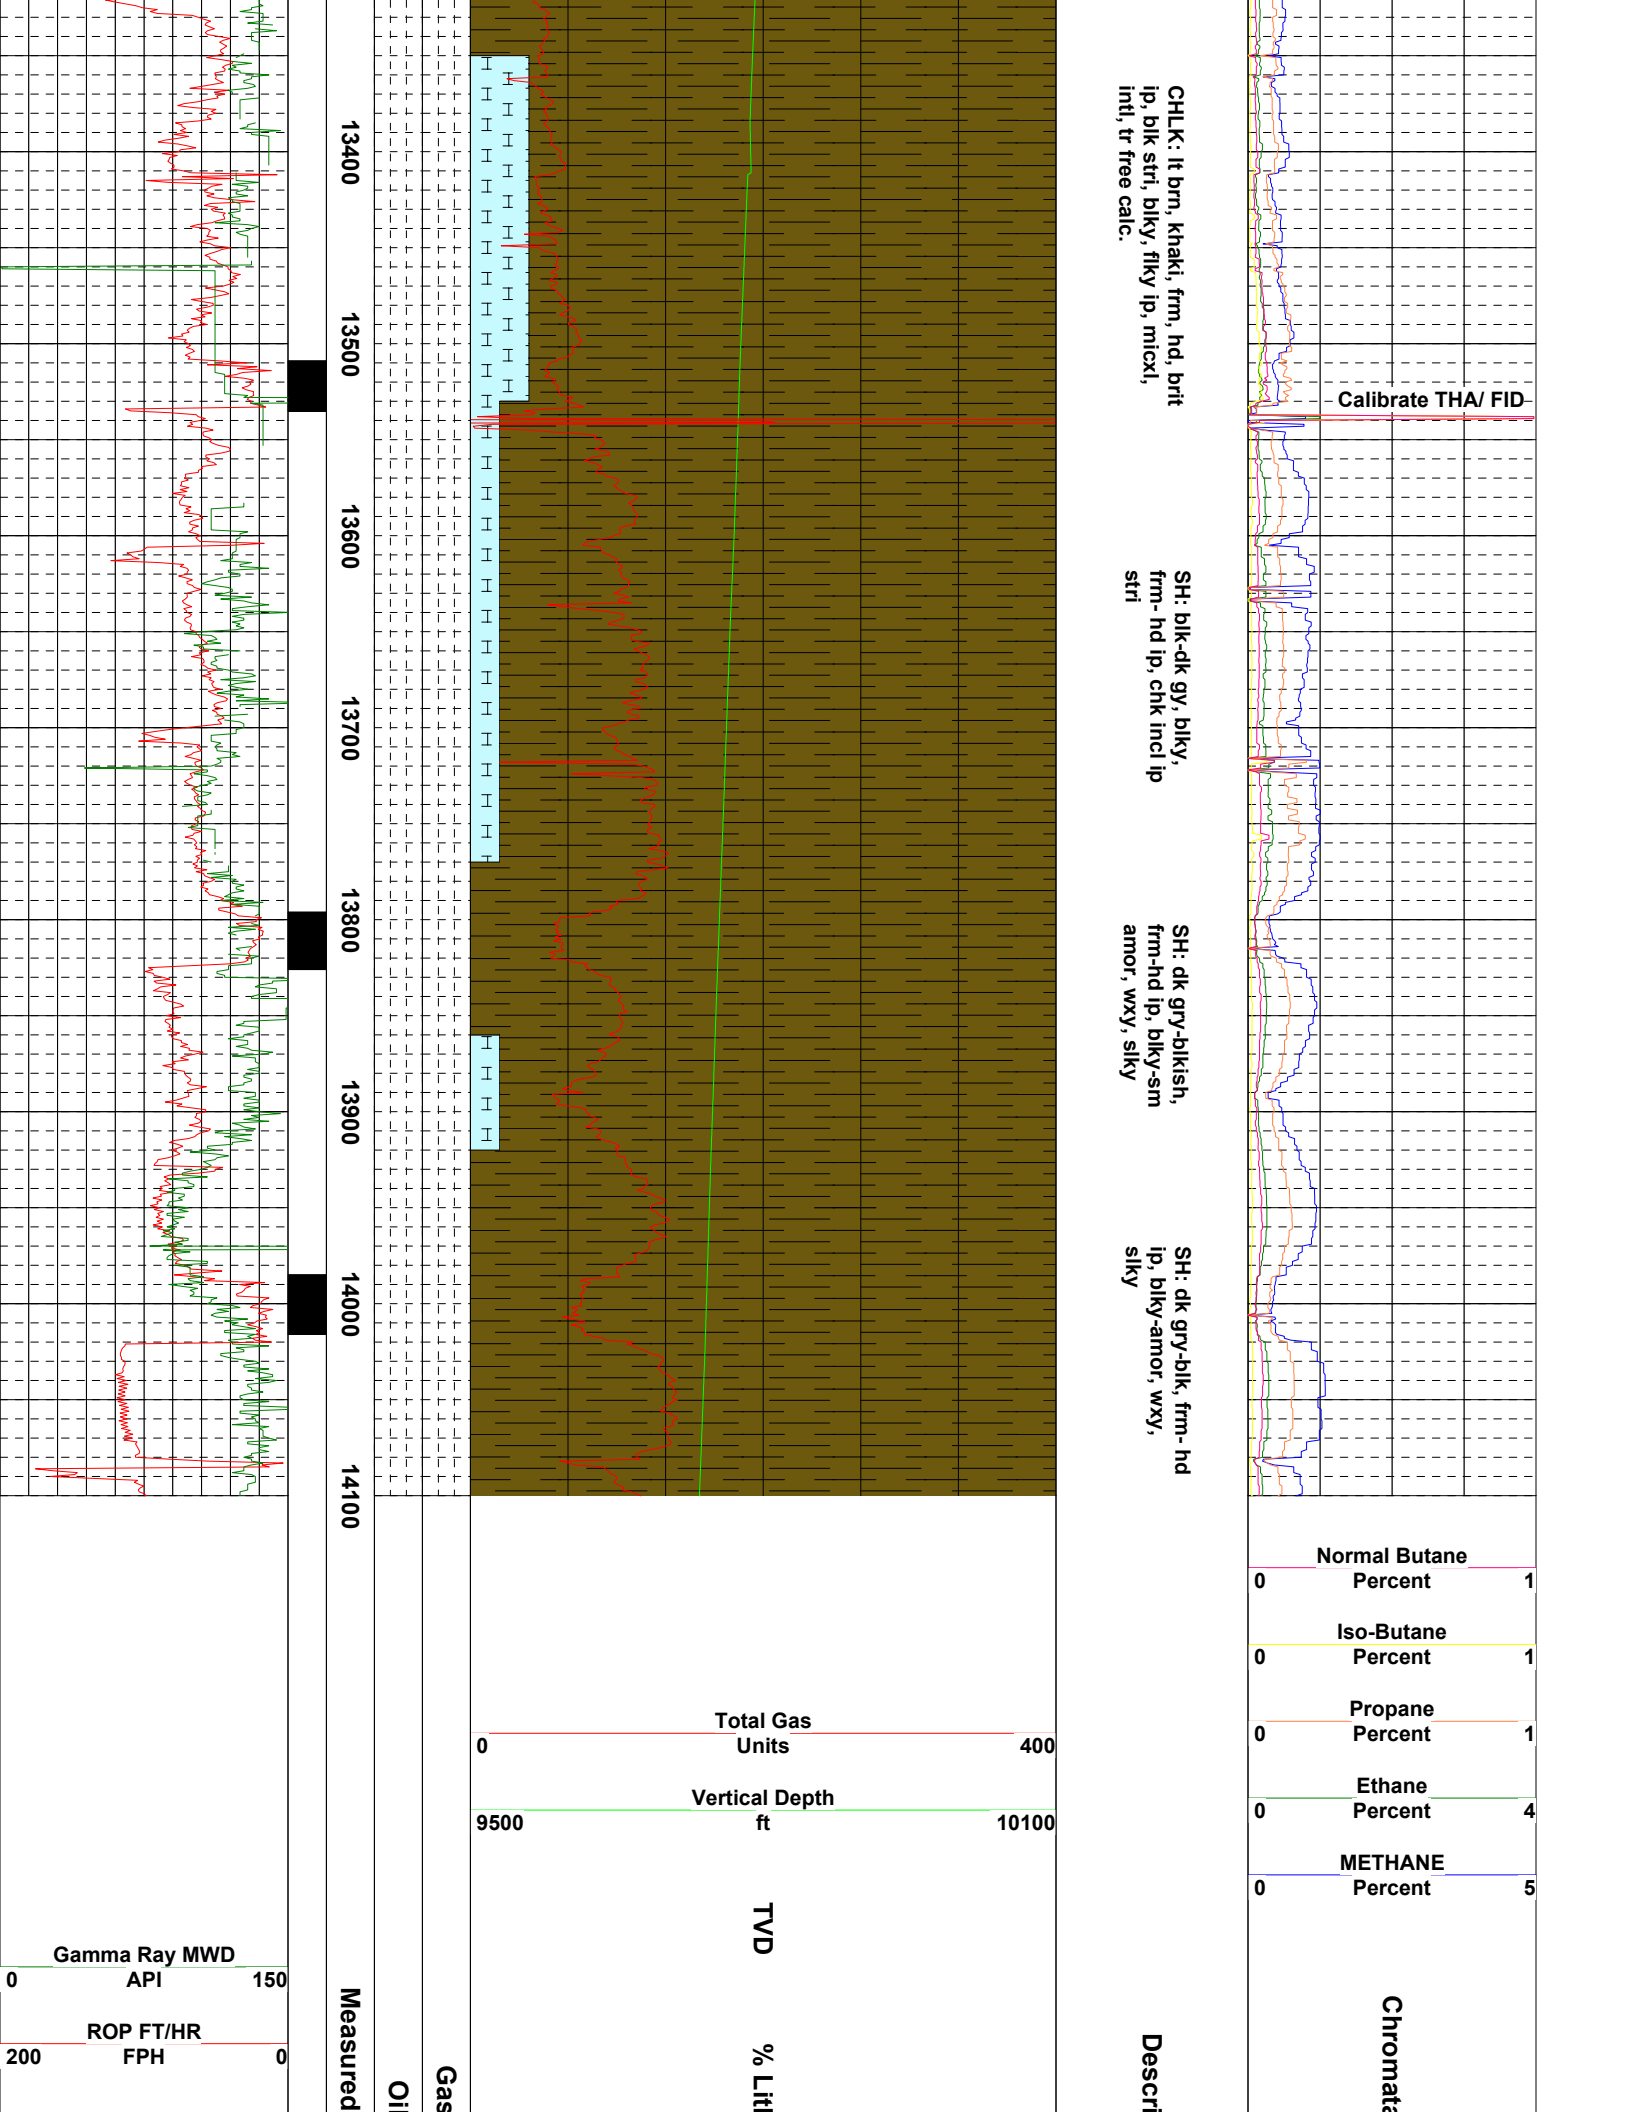 13400
13500
13600
13700
13800
13900
14000
14100
CHLK: lt brn, khaki, frm, hd, brit
ip, blk stri, blky, flky ip, micxl,
intl, tr free calc.
SH: blk-dk gy, blky,
frm- hd ip, chk incl ip
stri
SH: dk gry-blkish,
frm-hd ip, blky-sm
amor, wxy, slky
SH: dk gry-blk, frm- hd
ip, blky-amor, wxy,
slky
Calibrate THA/ FID
Normal Butane
0 Percent 1
Iso-Butane
0 Percent 1
Propane
0 Percent 1
Ethane
0 Percent 4
METHANE
0 Percent 5
Total Gas
0 Units 400
Vertical Depth
9500 ft 10100
Gamma Ray MWD
0 API 150
ROP FT/HR
200 FPH 0
Measured
Oil
Gas
TVD
% Lith
Descri
Chromata